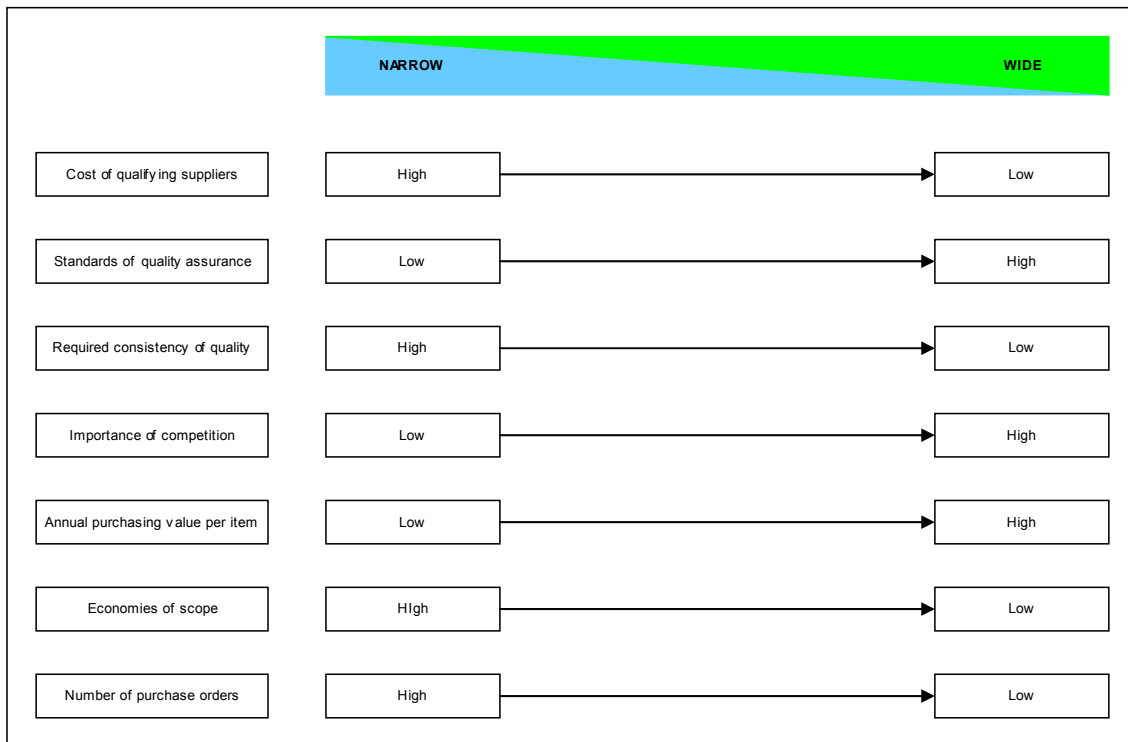 NARROW WIDE
Cost of qualifying suppliers High Low
Standards of quality assurance Low High
Required consistency of quality High Low
Importance of competition Low High
Annual purchasing value per item Low High
Economies of scope HIgh Low
Number of purchase orders High Low